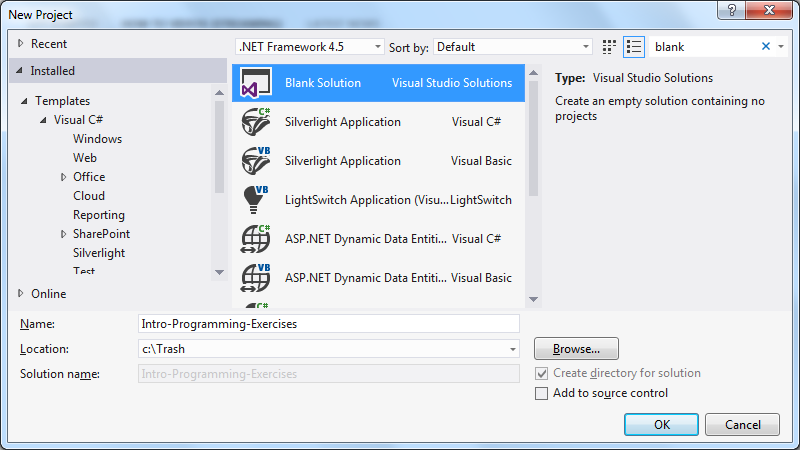 New Project
Recent
Installed
Templates
Visual C#
Windows
Web
Office
Cloud
Reporting
SharePoint
Silverlight
Test
Online
.NET Framework 4.5
Sort by: Default
blank
Blank Solution Visual Studio Solutions
C#
Silverlight Application Visual C#
VB
Silverlight Application Visual Basic
VB
LightSwitch Application (Visu... LightSwitch
C#
ASP.NET Dynamic Data Entiti... Visual C#
VB
ASP.NET Dynamic Data Entiti... Visual Basic
C#
Type: Visual Studio Solutions
Create an empty solution containing no
projects
Name: Intro-Programming-Exercises
Location: c:\Trash
Browse...
Solution name: Intro-Programming-Exercises
Create directory for solution
Add to source control
OK Cancel